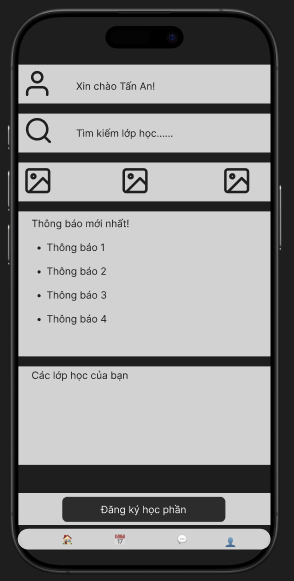 Xin chào Tấn An!
Tìm kiếm lớp học......
Thông báo mới nhất!
• Thông báo 1
• Thông báo 2
• Thông báo 3
• Thông báo 4
Các lớp học của bạn
Đăng ký học phần